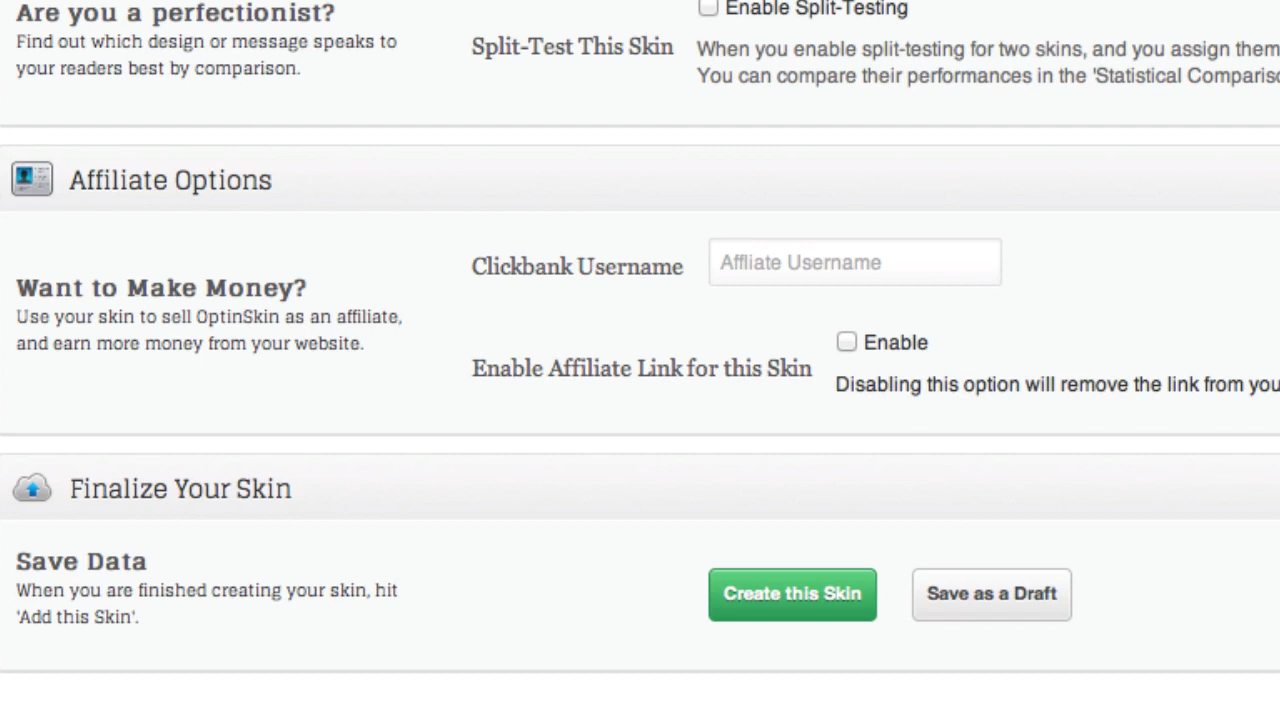 Are you a perfectionist?
Find out which design or message speaks to
your readers best by comparison.
Enable Split-Testing
Split-Test This Skin
When you enable split-testing for two skins, and you assign them
You can compare their performances in the 'Statistical Compariso
Affiliate Options
Want to Make Money?
Use your skin to sell OptinSkin as an affiliate,
and earn more money from your website.
Clickbank Username
Affliate Username
Enable Affiliate Link for this Skin
Enable
Disabling this option will remove the link from you
Finalize Your Skin
Save Data
When you are finished creating your skin, hit
'Add this Skin'.
Create this Skin
Save as a Draft